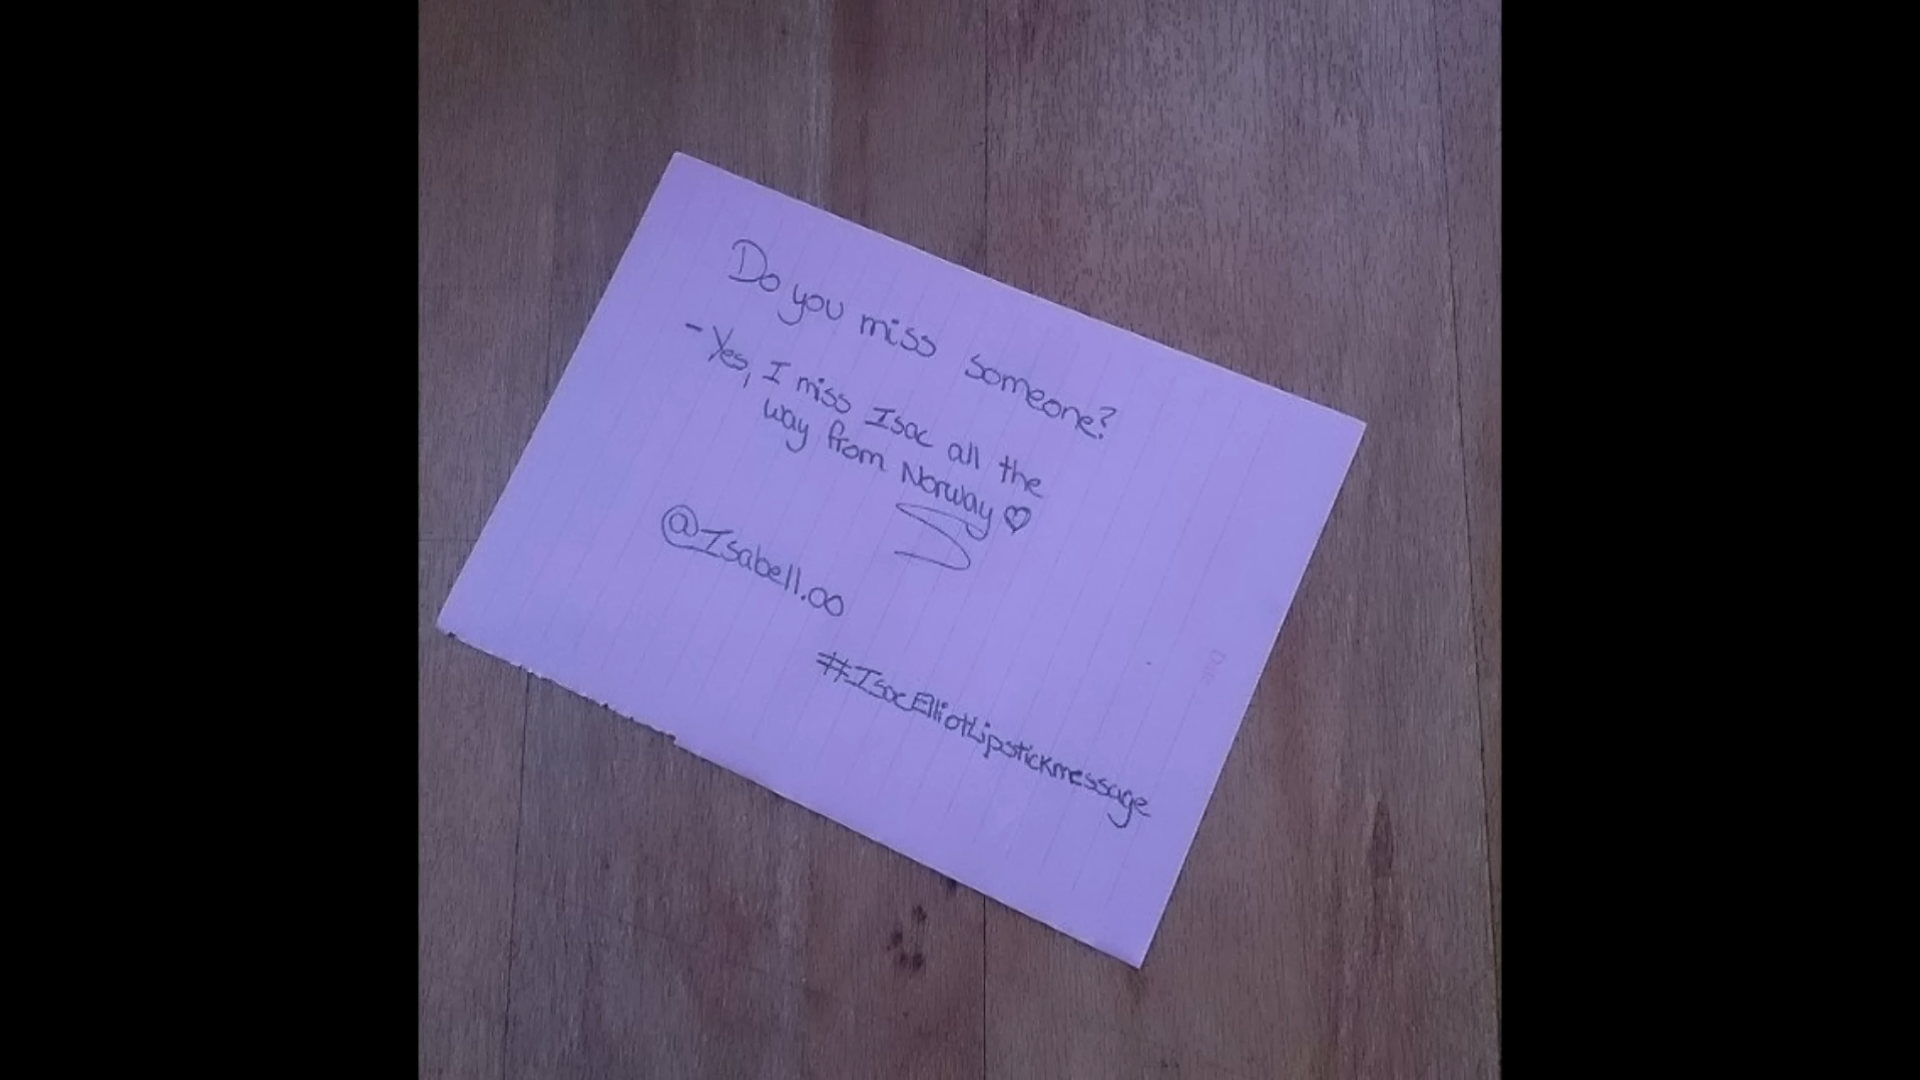 Do you miss someone?
- Yes, I miss Isac all the
way from Norway ♡
@Isabell.oo
#IsacElliotLipstickmessage